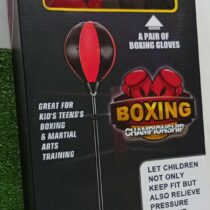 A PAIR OF
BOXING GLOVES
GREAT FOR
KID'S TEENS'S
BOXING
& MARTIAL
ARTS
TRAINING
BOXING
CHAMPIONSHIP
LET CHILDREN
NOT ONLY
KEEP FIT BUT
ALSO RELIEVE
PRESSURE